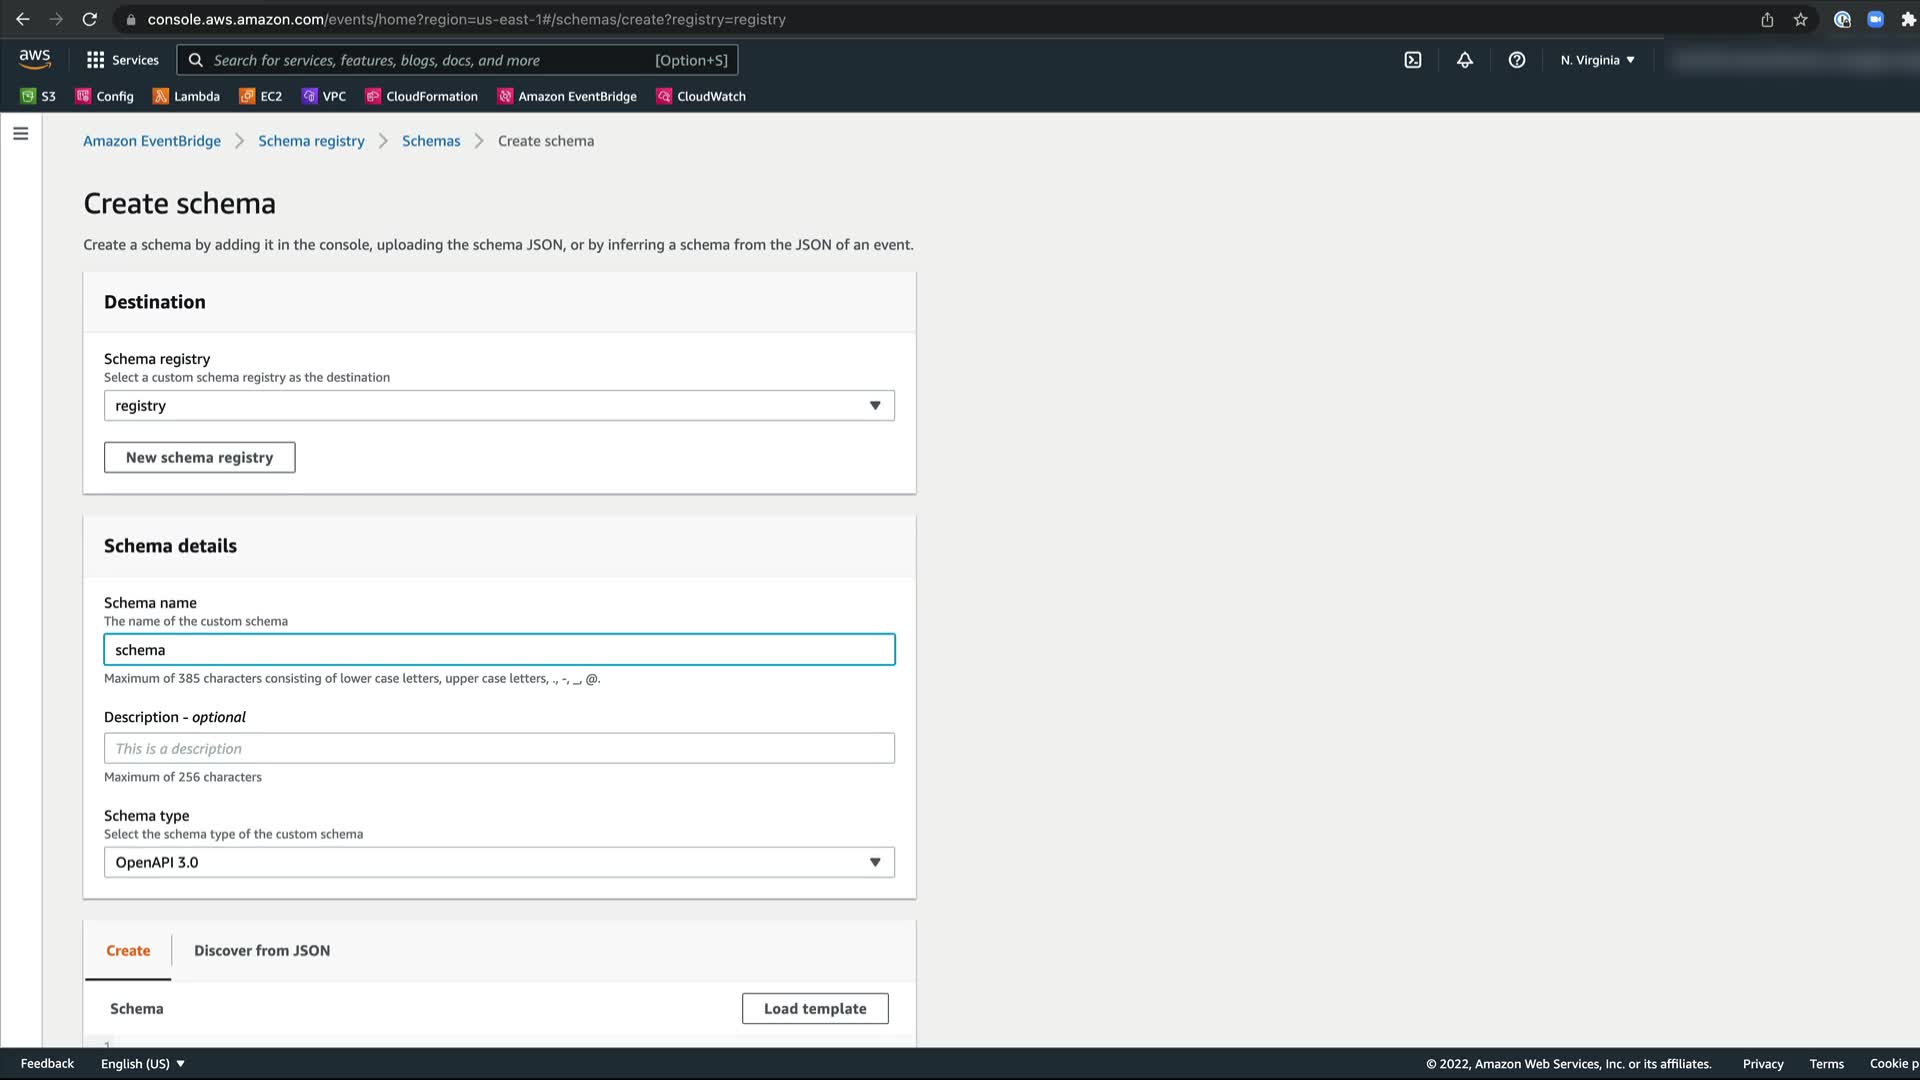 console.aws.amazon.com/events/home?region=us-east-1#/schemas/create?registry=registry
aws
Services
Search for services, features, blogs, docs, and more [Option+S]
N. Virginia ▼
S3 Config Lambda EC2 VPC CloudFormation Amazon EventBridge CloudWatch
Amazon EventBridge > Schema registry > Schemas > Create schema
Create schema
Create a schema by adding it in the console, uploading the schema JSON, or by inferring a schema from the JSON of an event.
Destination
Schema registry
Select a custom schema registry as the destination
registry
New schema registry
Schema details
Schema name
The name of the custom schema
schema
Maximum of 385 characters consisting of lower case letters, upper case letters, ., -, _, @.
Description - optional
This is a description
Maximum of 256 characters
Schema type
Select the schema type of the custom schema
OpenAPI 3.0
Create Discover from JSON
Schema Load template
1
Feedback English (US) ▼ © 2022, Amazon Web Services, Inc. or its affiliates. Privacy Terms Cookie p